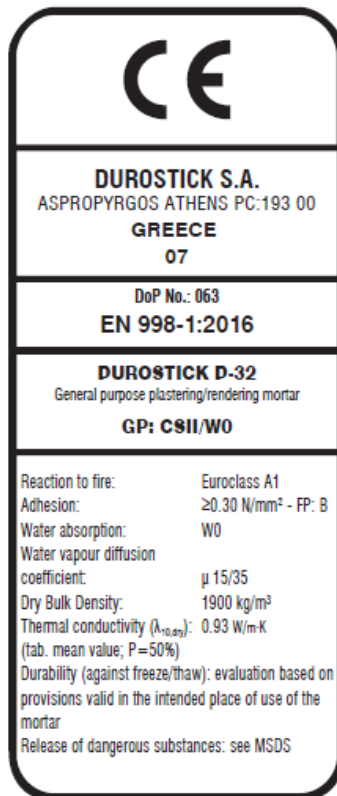 CE
DUROSTICK S.A.
ASPROPYRGOS ATHENS PC:193 00
GREECE
07
DoP No.: 063
EN 998-1:2016
DUROSTICK D-32
General purpose plastering/rendering mortar
GP: CSII/W0
Reaction to fire: Euroclass A1
Adhesion: ≥0.30 N/mm² - FP: B
Water absorption: W0
Water vapour diffusion
coefficient: μ 15/35
Dry Bulk Density: 1900 kg/m³
Thermal conductivity (λ10,dry): 0.93 W/m·K
(tab. mean value; P=50%)
Durability (against freeze/thaw): evaluation based on
provisions valid in the intended place of use of the
mortar
Release of dangerous substances: see MSDS